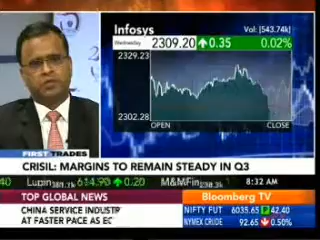 Infosys
Vol: [543.74k]
Wednesday 2309.20 0.35 0.02%
2329.23
2302.28
OPEN CLOSE
FIRST TRADES
CRISIL: MARGINS TO REMAIN STEADY IN Q3
40 Lupin 614.90 0.20 M&MFin 8:32 AM
TOP GLOBAL NEWS
Bloomberg TV
CHINA SERVICE INDUST
AT FASTER PACE AS EC
NIFTY FUT 6035.65 42.40
NYMEX CRUDE 92.65 0.50%